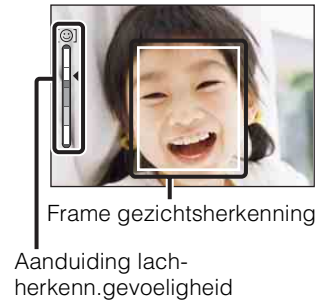 Frame gezichtsherkenning
Aanduiding lach-
herkenn.gevoeligheid